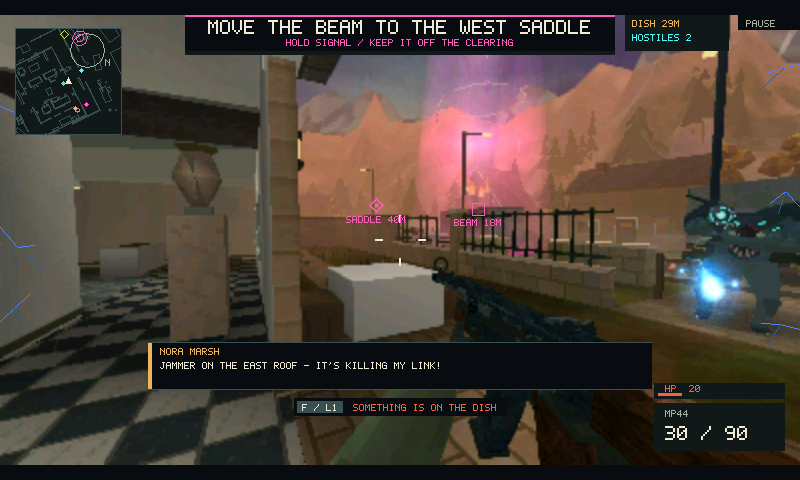 MOVE THE BEAM TO THE WEST SADDLE
HOLD SIGNAL / KEEP IT OFF THE CLEARING
DISH 29M
HOSTILES 2
PAUSE
N
SADDLE 40M
BEAM 18M
NORA MARSH
JAMMER ON THE EAST ROOF – IT'S KILLING MY LINK!
F / L1 SOMETHING IS ON THE DISH
HP 20
MP44
30 / 90